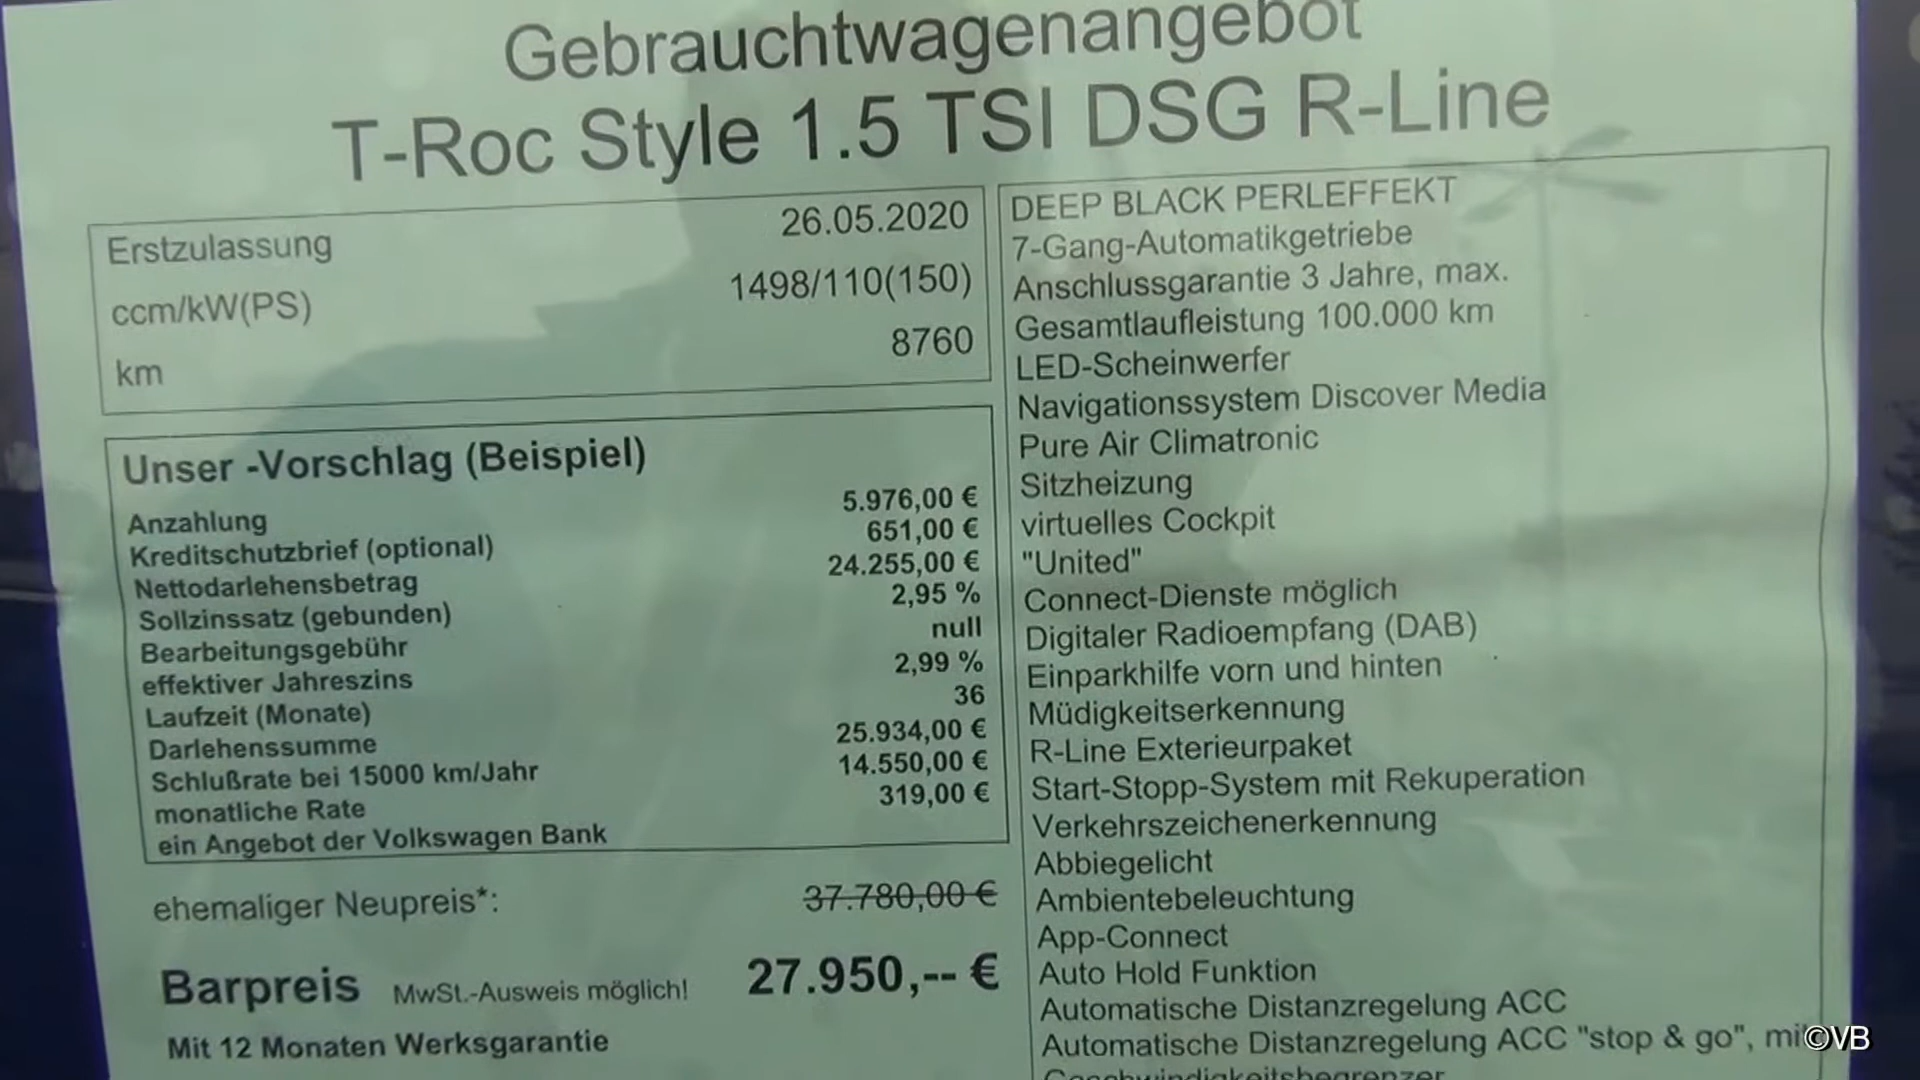 Gebrauchtwagenangebot
T-Roc Style 1.5 TSI DSG R-Line
Erstzulassung 26.05.2020
ccm/kW(PS) 1498/110(150)
km 8760
Unser -Vorschlag (Beispiel)
Anzahlung 5.976,00 €
Kreditschutzbrief (optional) 651,00 €
Nettodarlehensbetrag 24.255,00 €
Sollzinssatz (gebunden) 2,95 %
Bearbeitungsgebühr null
effektiver Jahreszins 2,99 %
Laufzeit (Monate) 36
Darlehenssumme 25.934,00 €
Schlußrate bei 15000 km/Jahr 14.550,00 €
monatliche Rate 319,00 €
ein Angebot der Volkswagen Bank
ehemaliger Neupreis*: 37.780,00 €
Barpreis MwSt.-Ausweis möglich! 27.950,-- €
Mit 12 Monaten Werksgarantie
DEEP BLACK PERLEFFEKT
7-Gang-Automatikgetriebe
Anschlussgarantie 3 Jahre, max.
Gesamtlaufleistung 100.000 km
LED-Scheinwerfer
Navigationssystem Discover Media
Pure Air Climatronic
Sitzheizung
virtuelles Cockpit
"United"
Connect-Dienste möglich
Digitaler Radioempfang (DAB)
Einparkhilfe vorn und hinten
Müdigkeitserkennung
R-Line Exterieurpaket
Start-Stopp-System mit Rekuperation
Verkehrszeichenerkennung
Abbiegelicht
Ambientebeleuchtung
App-Connect
Auto Hold Funktion
Automatische Distanzregelung ACC
Automatische Distanzregelung ACC "stop & go", mit
Geschwindigkeitsbegrenzer
©VB